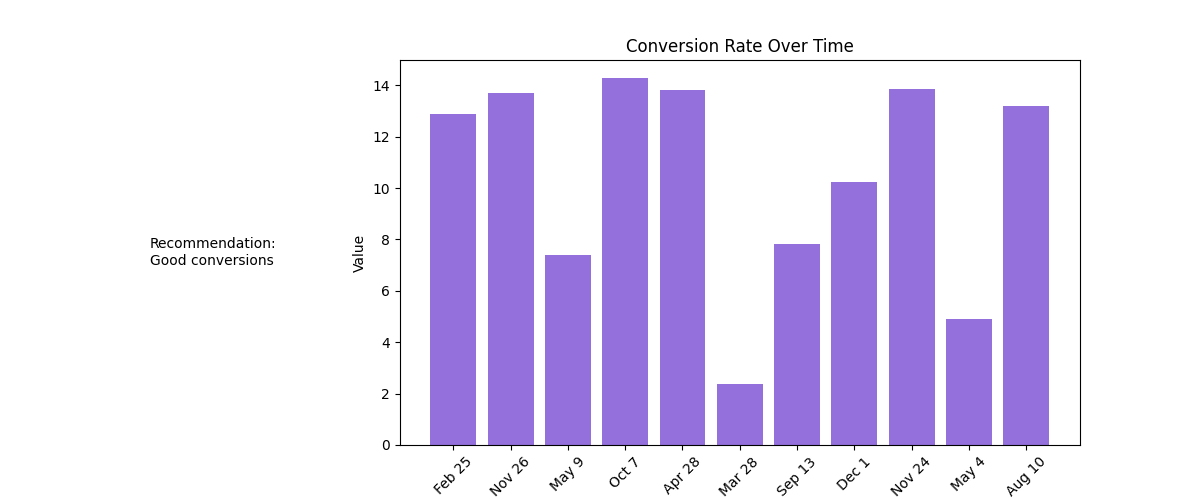 Conversion Rate Over Time
Recommendation:
Good conversions
Value
14
12
10
8
6
4
2
0
Feb 25
Nov 26
May 9
Oct 7
Apr 28
Mar 28
Sep 13
Dec 1
Nov 24
May 4
Aug 10